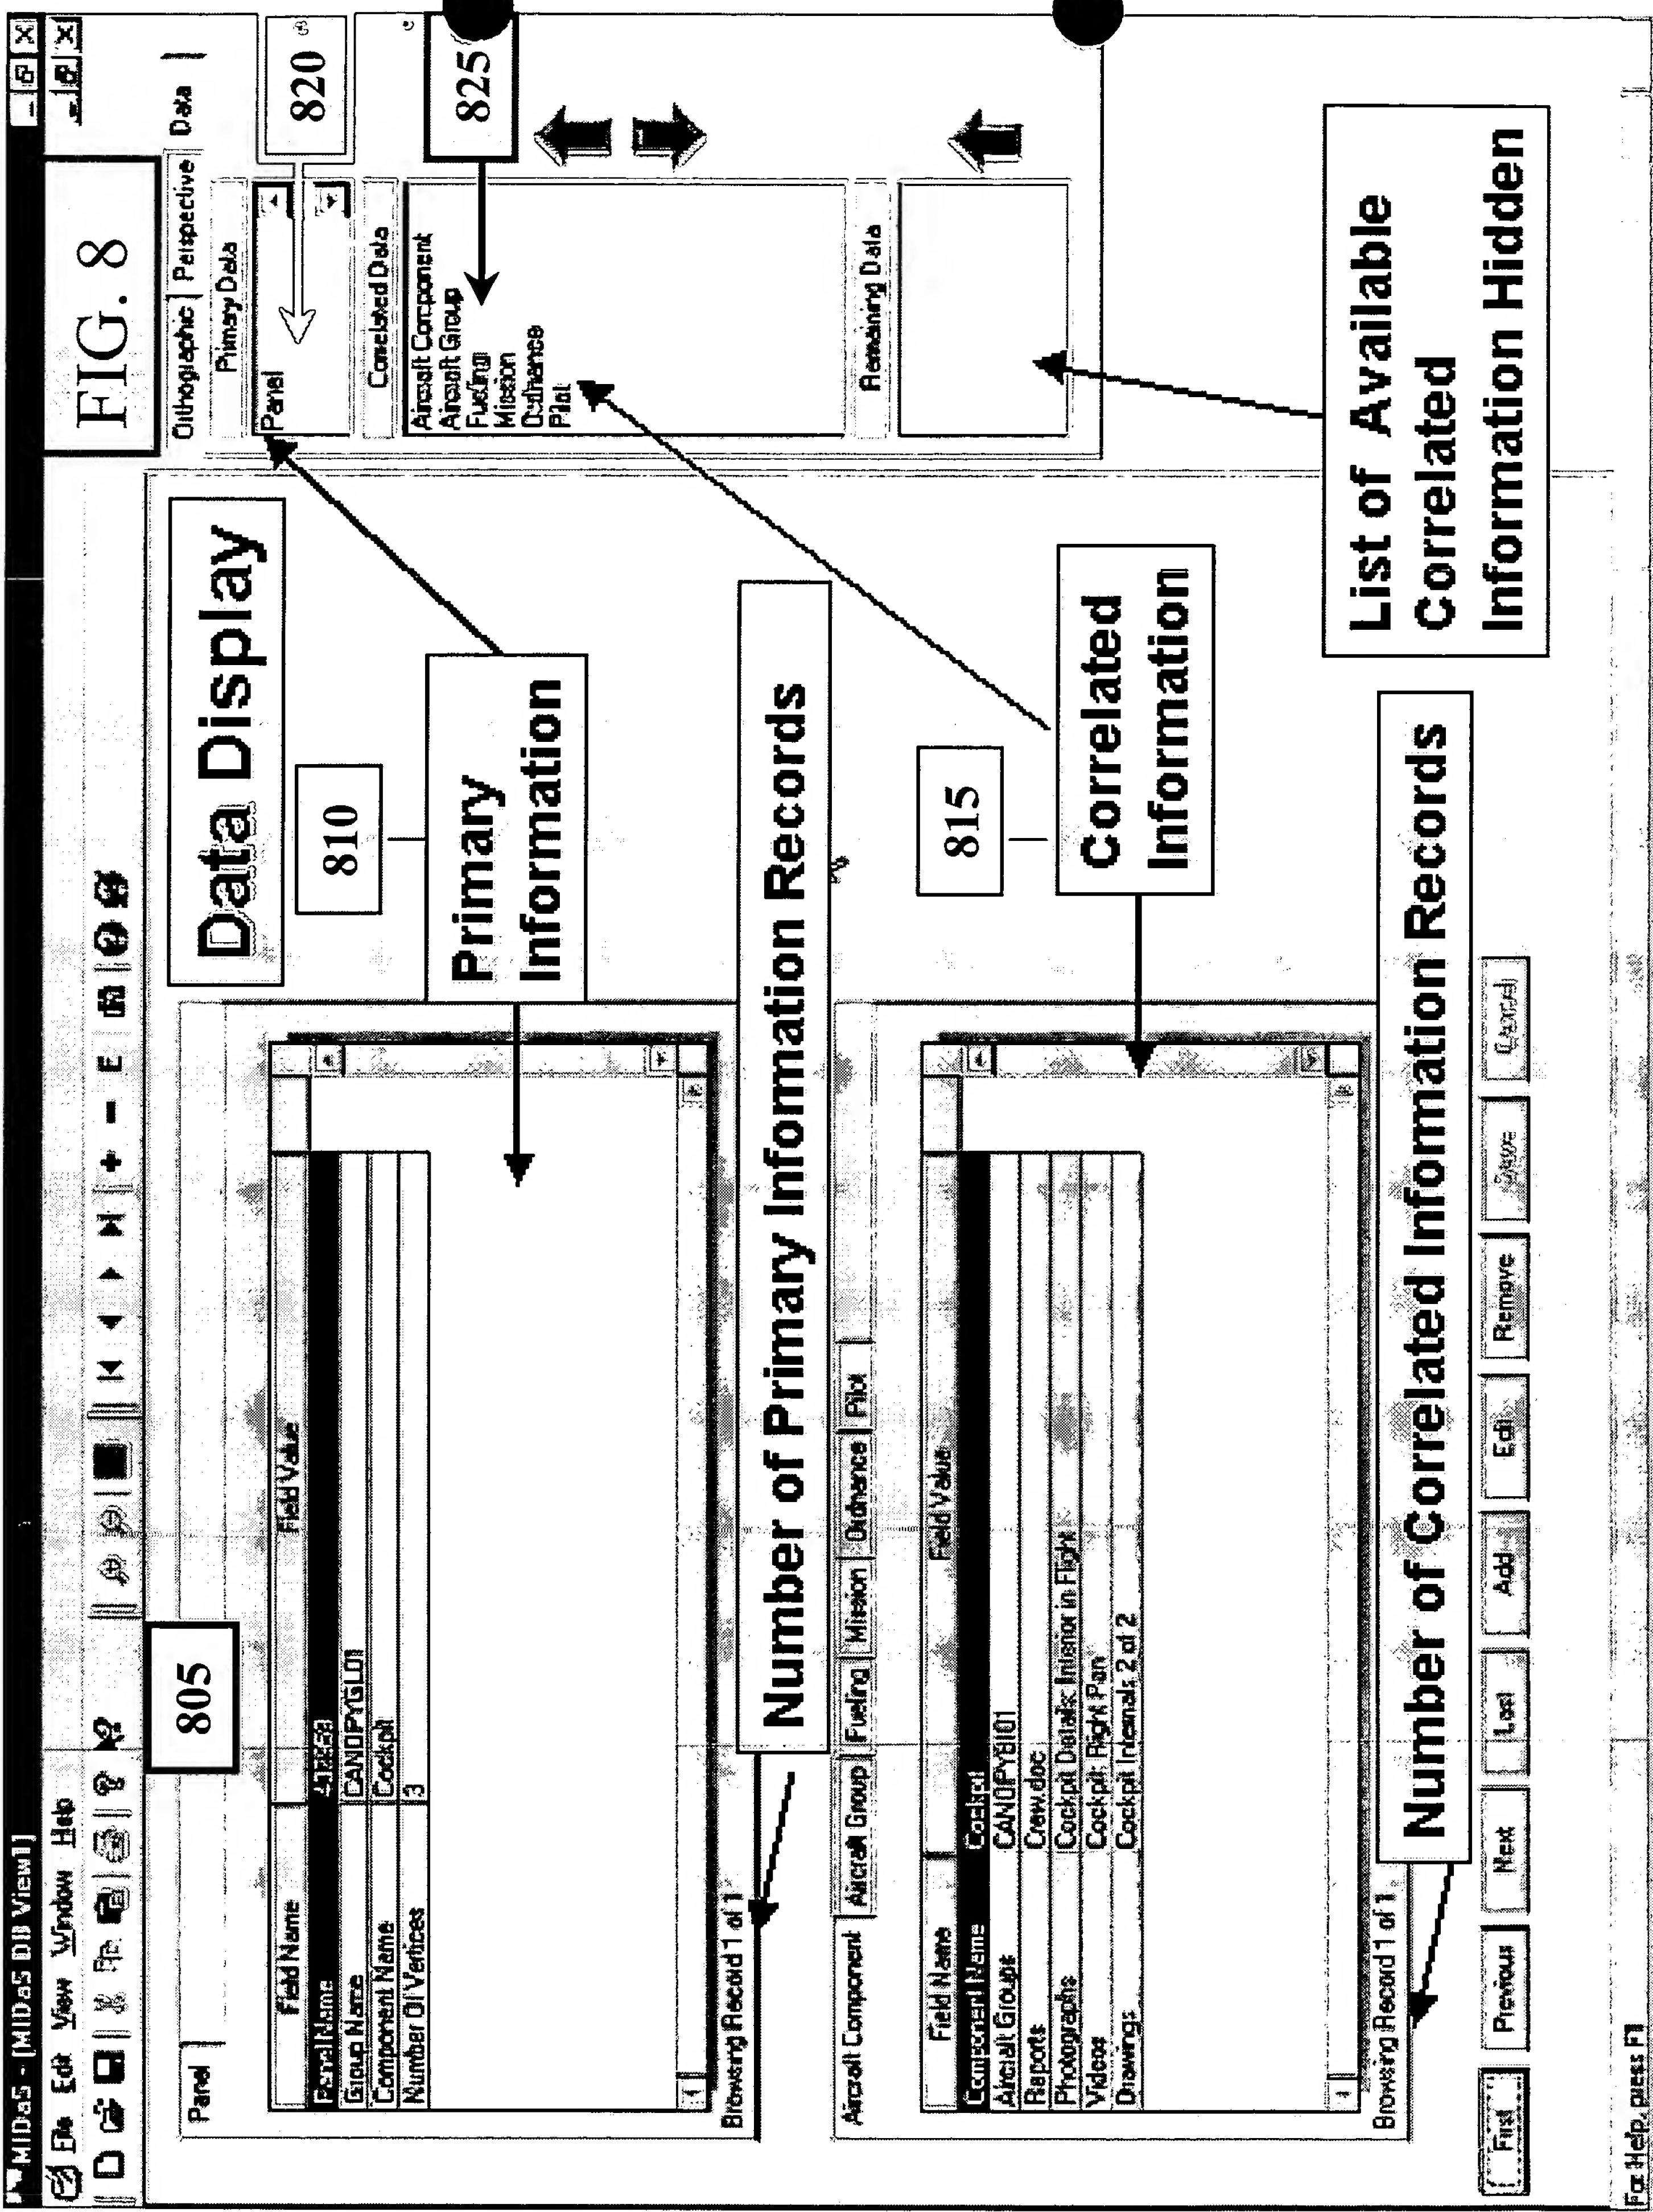 MIDaS - [MIDaS DB View1]
File Edit View Window Help
FIG. 8
805
Data Display
Orthographic Perspective Data
Panel
Field Name Field Value
Panel Name
Group Name CANOPYGL01
Component Name Cockpit
Number Of Vertices 3
810
Primary Information
Browsing Record 1 of 1
Number of Primary Information Records
Primary Data
Panel
820
Correlated Data
825
Aircraft Component
Aircraft Group
Fueling
Mission
Ordnance
Pilot
Remaining Data
Aircraft Component Aircraft Group Fueling Mission Ordnance Pilot
Field Name Field Value
Component Name Cockpit
Aircraft Groups CANOPYBI01
Reports Crew.doc
Photographs Cockpit Details: Interior in Flight
Videos Cockpit: Right Pan
Drawings Cockpit Internals 2 of 2
815
Correlated
Information
Browsing Record 1 of 1
Number of Correlated Information Records
List of Available
Correlated
Information Hidden
First Previous Next Last Add Edit Remove Save Cancel
For Help, press F1